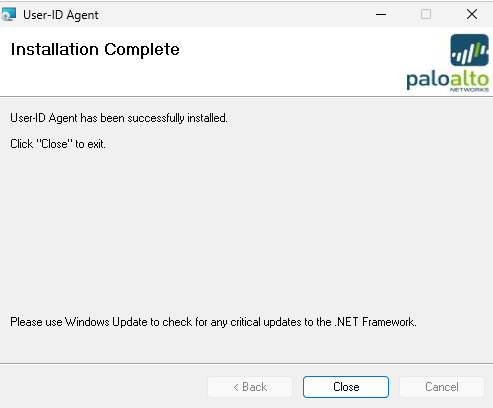 User-ID Agent
Installation Complete
paloalto
NETWORKS
User-ID Agent has been successfully installed.
Click "Close" to exit.
Please use Windows Update to check for any critical updates to the .NET Framework.
< Back
Close
Cancel